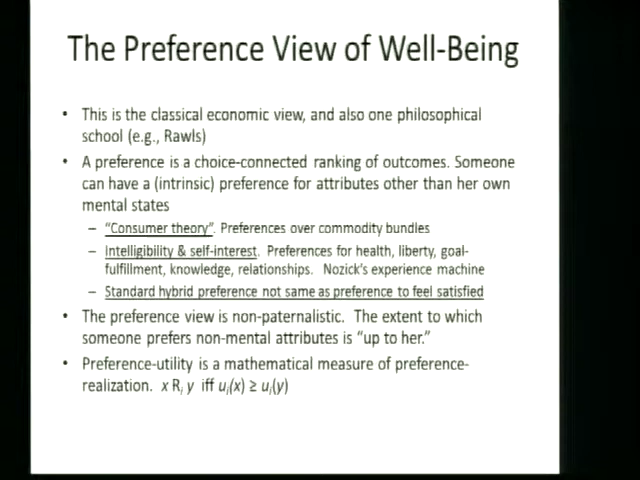 The Preference View of Well-Being
• This is the classical economic view, and also one philosophical
school (e.g., Rawls)
• A preference is a choice-connected ranking of outcomes. Someone
can have a (intrinsic) preference for attributes other than her own
mental states
– "Consumer theory". Preferences over commodity bundles
– Intelligibility & self-interest. Preferences for health, liberty, goal-
fulfillment, knowledge, relationships. Nozick's experience machine
– Standard hybrid preference not same as preference to feel satisfied
• The preference view is non-paternalistic. The extent to which
someone prefers non-mental attributes is "up to her."
• Preference-utility is a mathematical measure of preference-
realization. x Rᵢ y iff uᵢ(x) ≥ uᵢ(y)